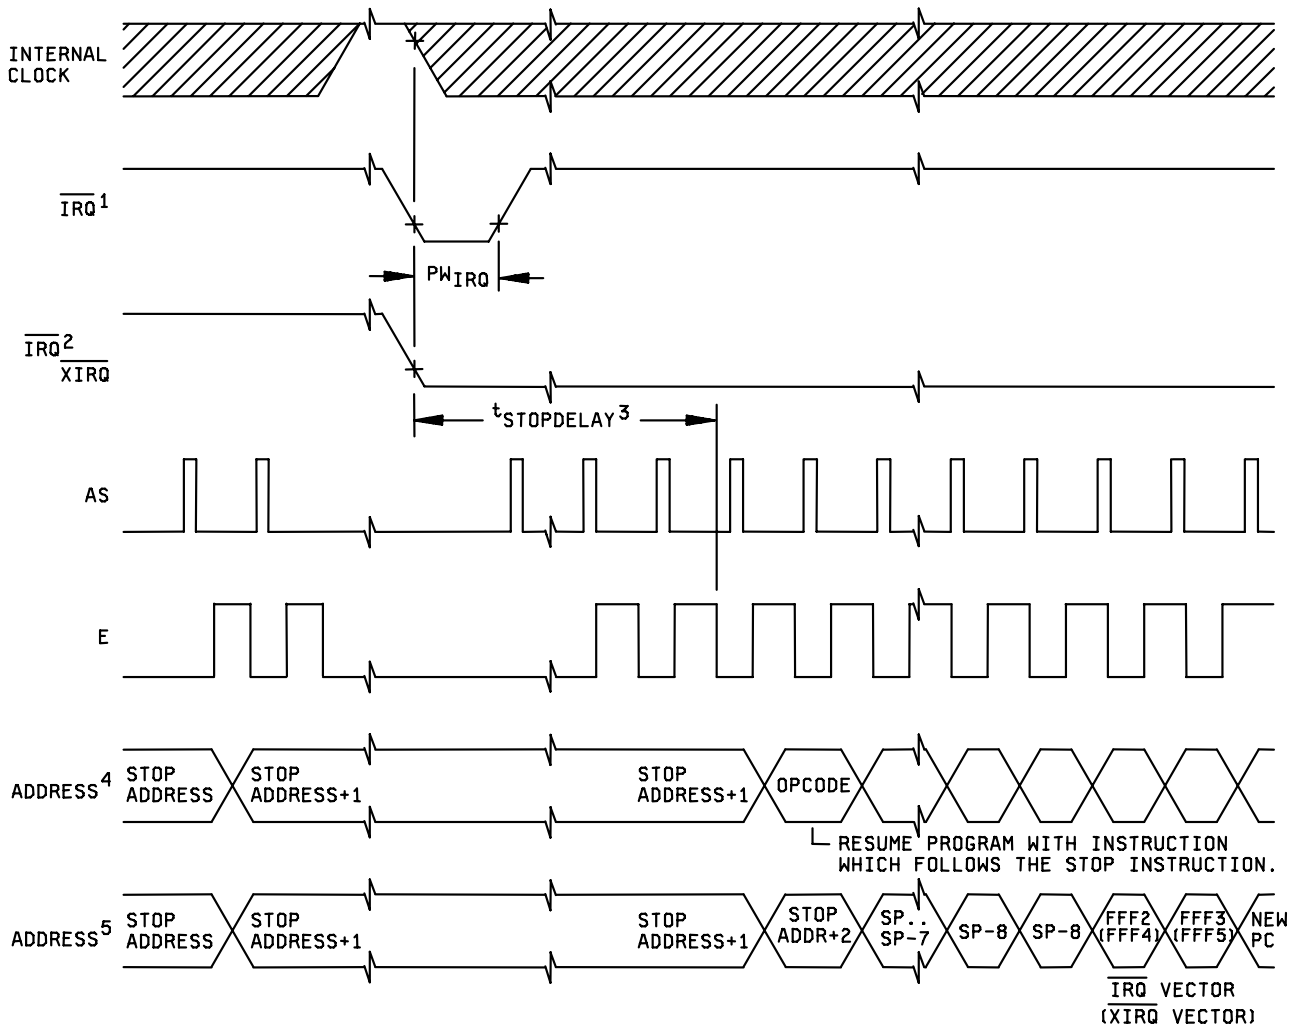 INTERNAL
CLOCK
IRQ1
PWIRQ
IRQ2
XIRQ
tSTOPDELAY3
AS
E
ADDRESS4
STOP
ADDRESS
STOP
ADDRESS+1
STOP
ADDRESS+1
OPCODE
RESUME PROGRAM WITH INSTRUCTION
WHICH FOLLOWS THE STOP INSTRUCTION.
ADDRESS5
STOP
ADDRESS
STOP
ADDRESS+1
STOP
ADDRESS+1
STOP
ADDR+2
SP..
SP-7
SP-8
SP-8
FFF2
(FFF4)
FFF3
(FFF5)
NEW
PC
IRQ VECTOR
(XIRQ VECTOR)